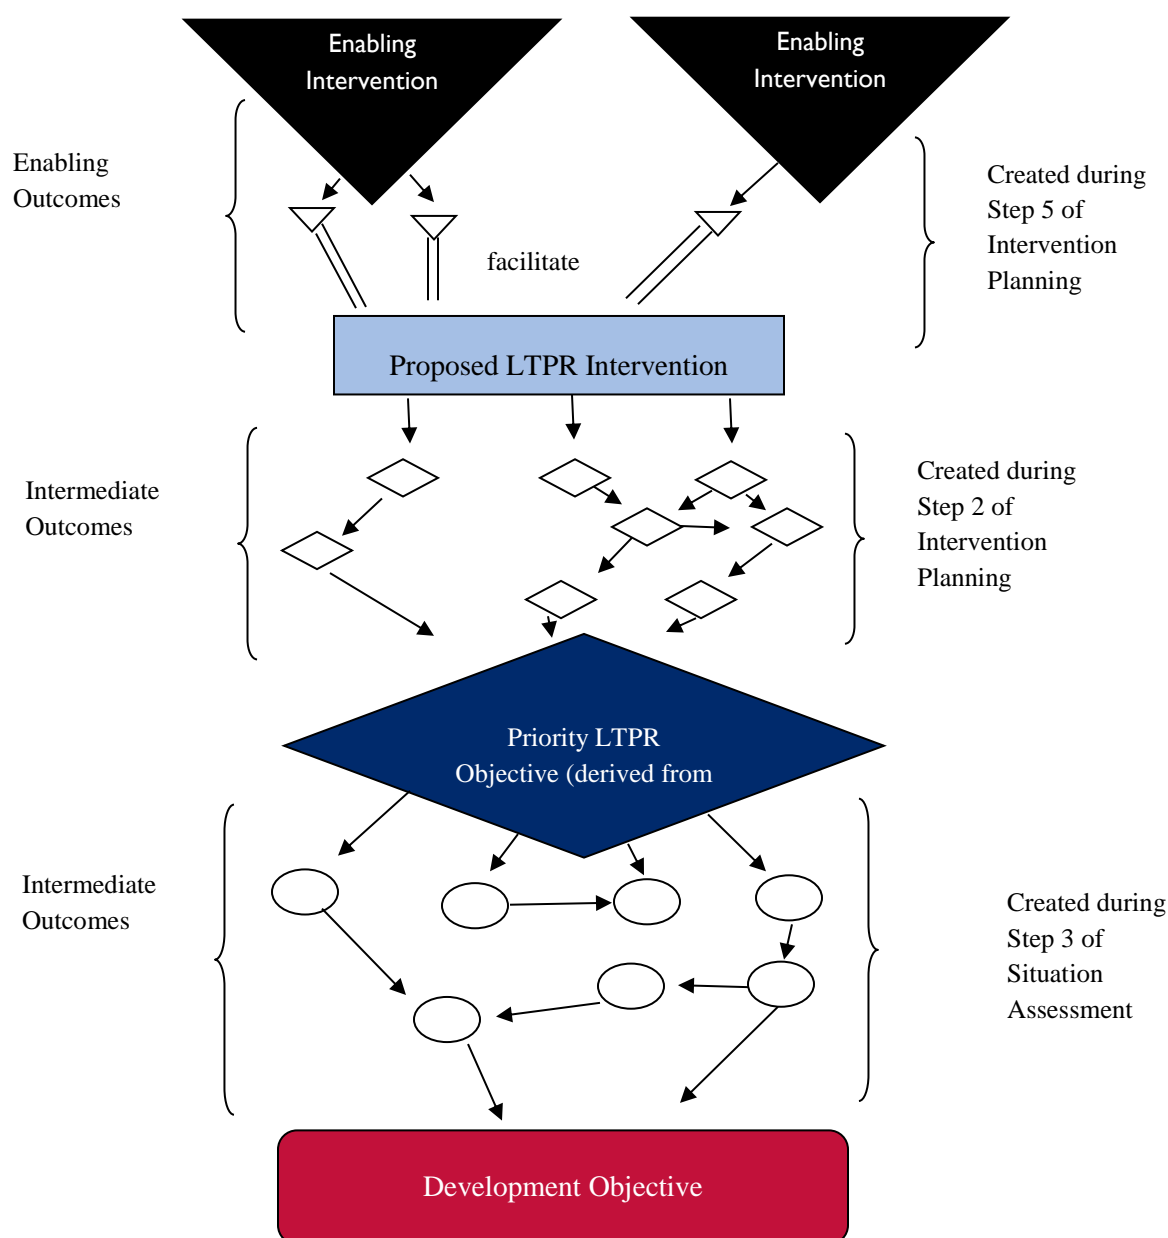 Enabling
Intervention
Enabling
Intervention
Enabling
Outcomes
Created during
Step 5 of
Intervention
Planning
facilitate
Proposed LTPR Intervention
Intermediate
Outcomes
Created during
Step 2 of
Intervention
Planning
Priority LTPR
Objective (derived from
Intermediate
Outcomes
Created during
Step 3 of
Situation
Assessment
Development Objective